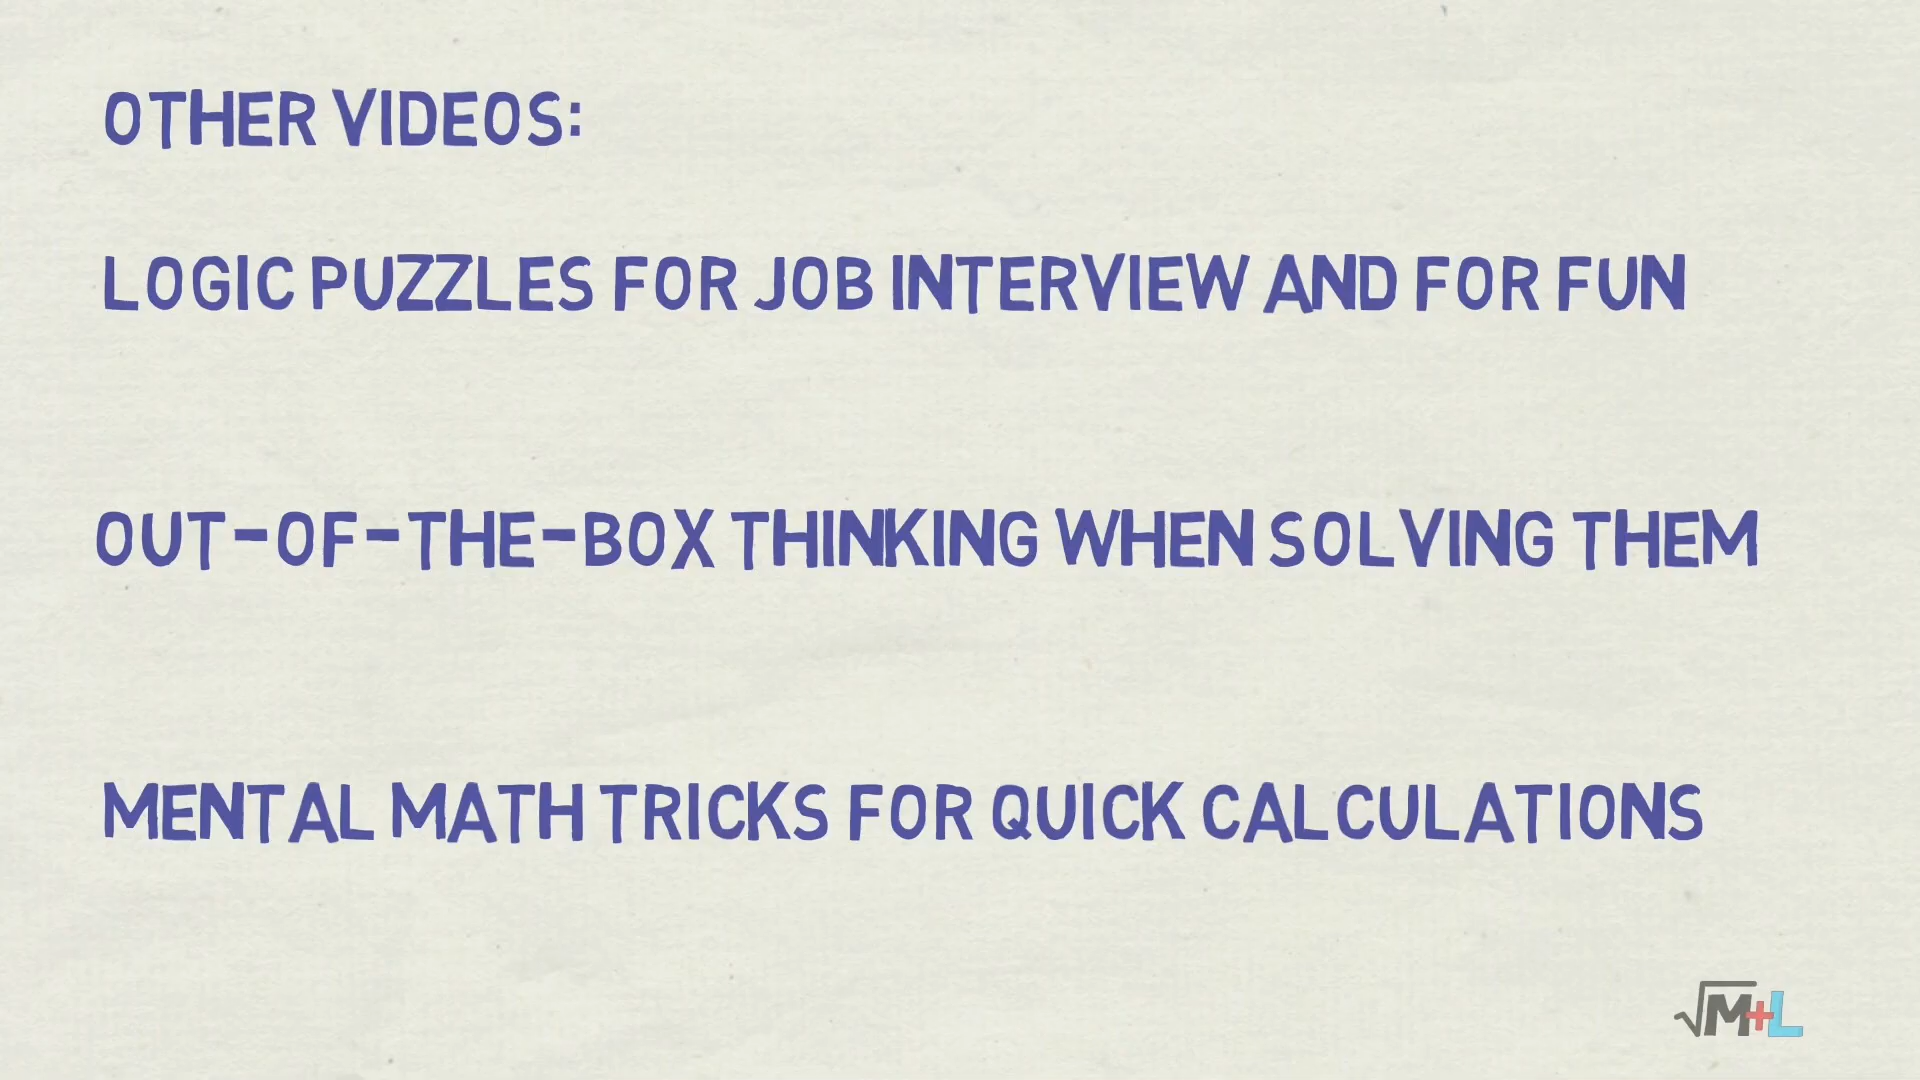 OTHER VIDEOS:
LOGIC PUZZLES FOR JOB INTERVIEW AND FOR FUN
OUT-OF-THE-BOX THINKING WHEN SOLVING THEM
MENTAL MATH TRICKS FOR QUICK CALCULATIONS
√M+L